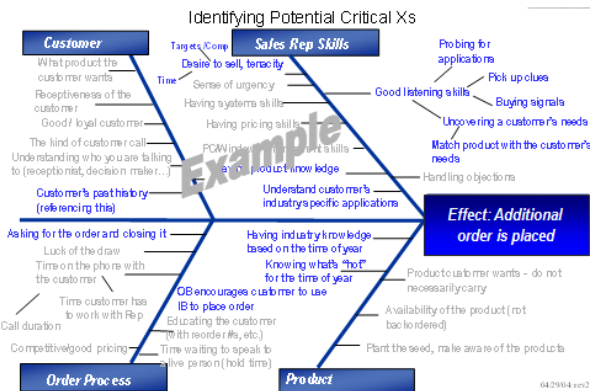 Identifying Potential Critical Xs
Customer
What product the
customer wants
Receptiveness of the
customer
Good / loyal customer
The kind of customer call
Understanding who you are talking
to (receptionist, decision maker...)
Customer's past history
(referencing this)
Sales Rep Skills
Targets /Comp
Desire to sell, tenacity
Time
Sense of urgency
Having systems skills
Having pricing skills
skills
product knowledge
Understand customer's
industry specific applications
Probing for
applications
Pick up clues
Good listening skills
Buying signals
Uncovering a customer's needs
Match product with the customer's
needs
Handling objections
Example
Effect: Additional
order is placed
Asking for the order and closing it
Luck of the draw
Time on the phone with
the customer
Time customer has
to work with Rep
Call duration
OB encourages customer to use
IB to place order
Educating the customer
(with reorder #s, etc.)
Competitive/good pricing
Time waiting to speak to
live person (hold time)
Order Process
Having industry knowledge
based on the time of year
Knowing what's "hot"
for the time of year
Product customer wants - do not
necessarily carry
Availability of the product (not
backordered)
Plant the seed, make aware of the products
Product
04/29/04 rev2